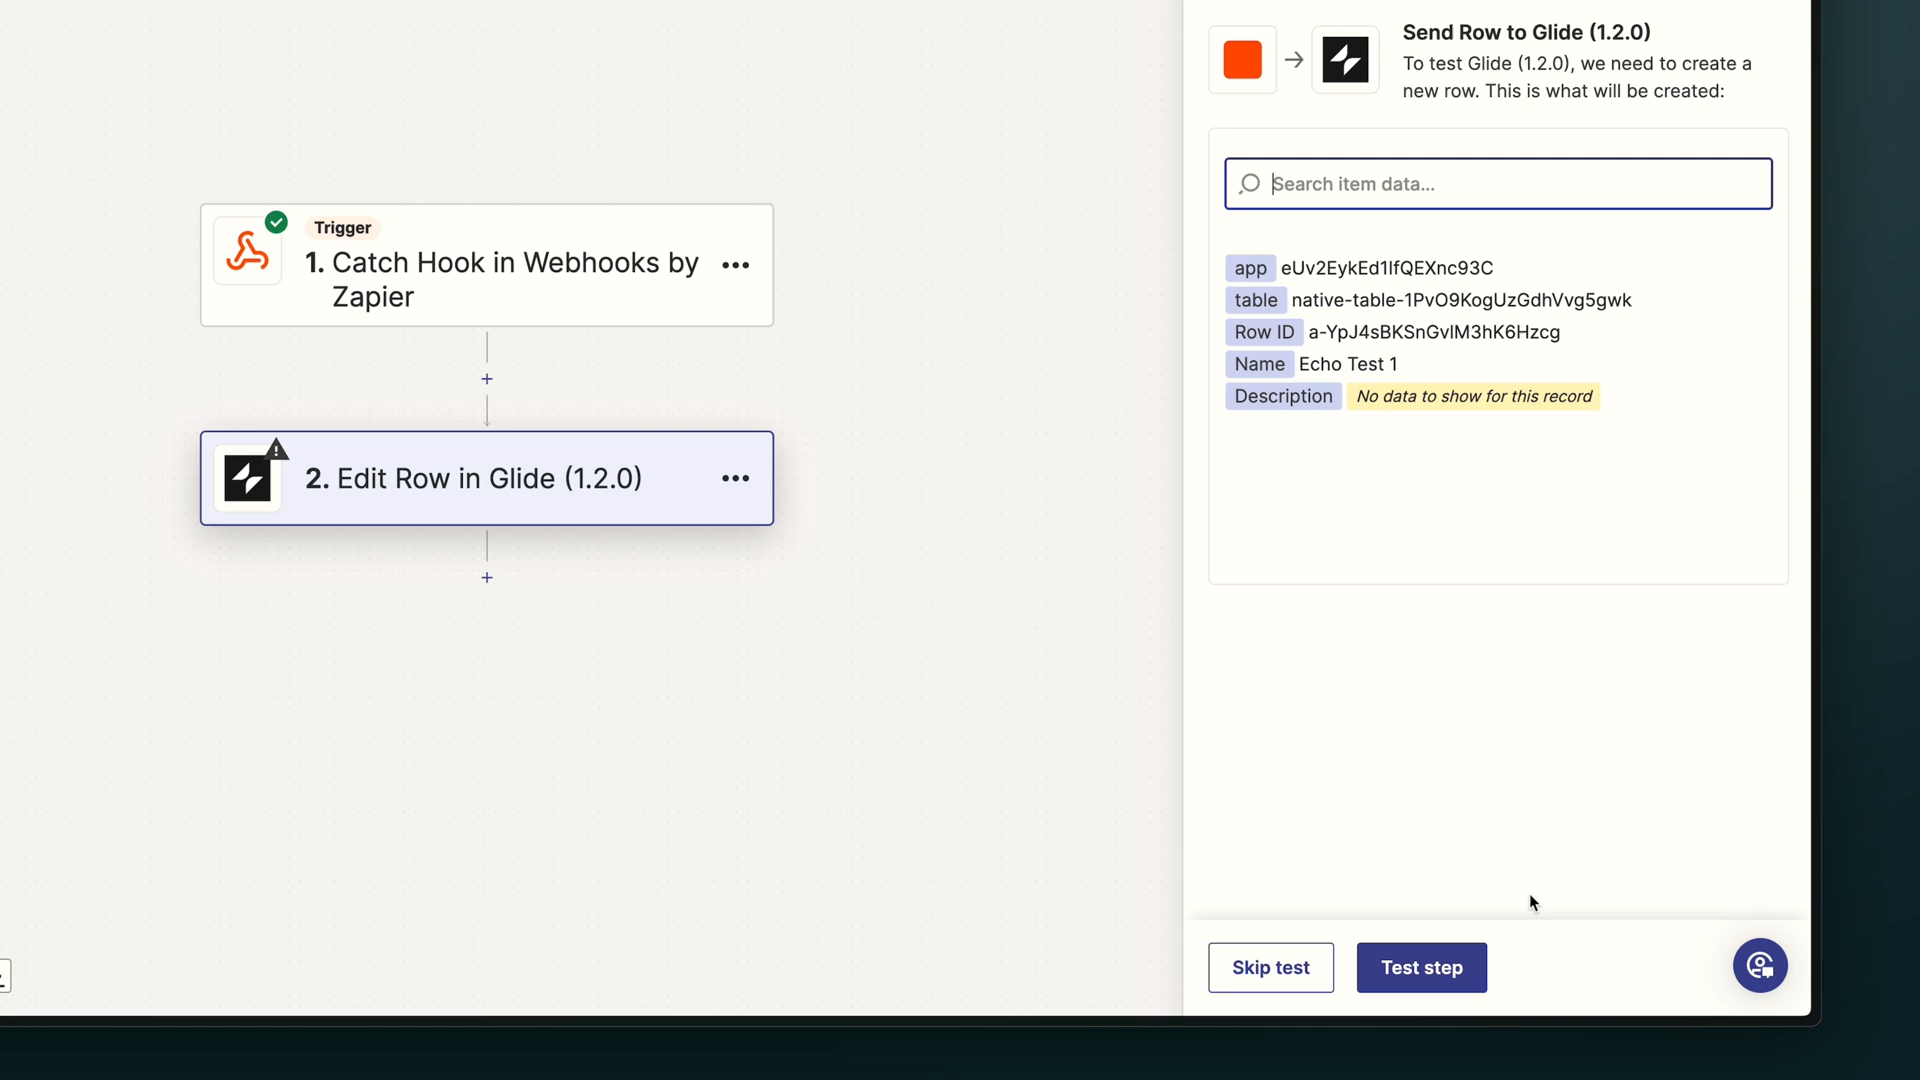 Send Row to Glide (1.2.0)
To test Glide (1.2.0), we need to create a
new row. This is what will be created:
Search item data...
app eUv2EykEd1IfQEXnc93C
table native-table-1PvO9KogUzGdhVvg5gwk
Row ID a-YpJ4sBKSnGvIM3hK6Hzcg
Name Echo Test 1
Description No data to show for this record
Trigger
1. Catch Hook in Webhooks by
Zapier
2. Edit Row in Glide (1.2.0)
Skip test
Test step